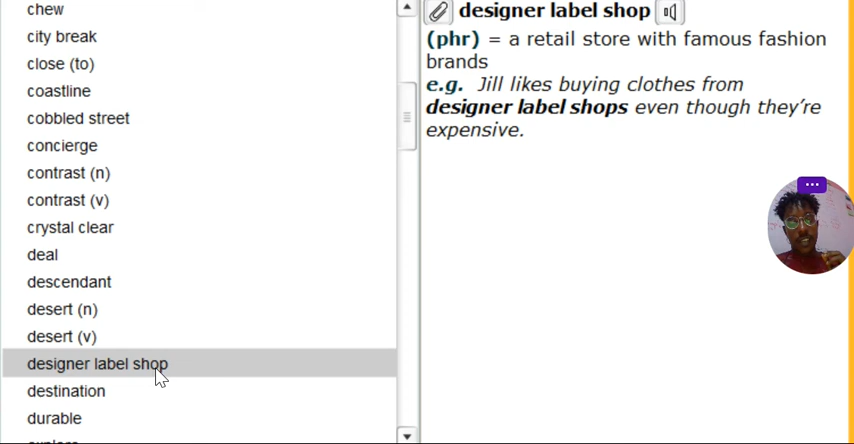 chew
city break
close (to)
coastline
cobbled street
concierge
contrast (n)
contrast (v)
crystal clear
deal
descendant
desert (n)
desert (v)
designer label shop
destination
durable
designer label shop
(phr) = a retail store with famous fashion
brands
e.g. Jill likes buying clothes from
designer label shops even though they're
expensive.